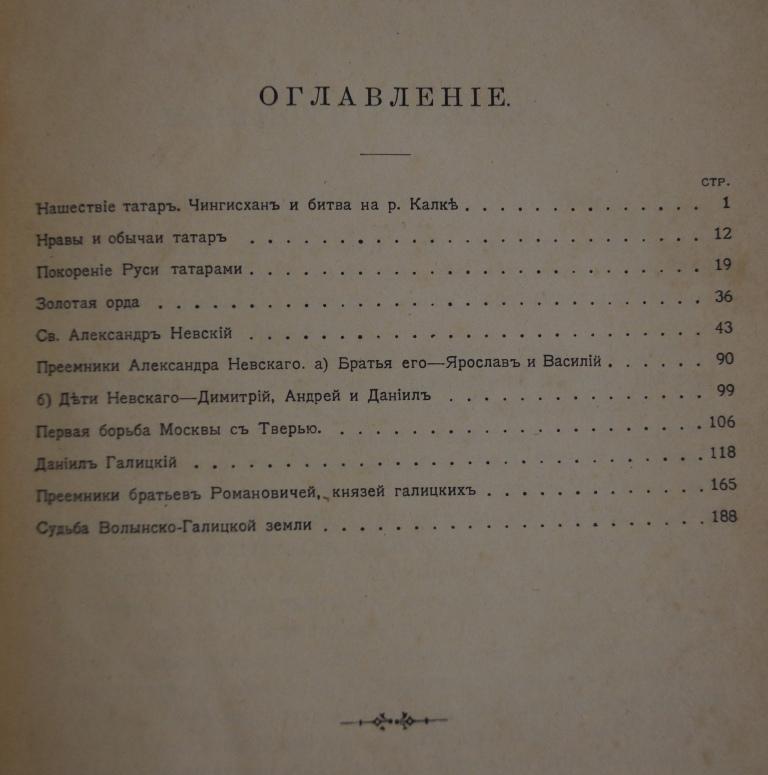 ОГЛАВЛЕНІЕ.
СТР.
Нашествіе татаръ. Чингисханъ и битва на р. Калкѣ . . . . . . . . . . . . . . 1
Нравы и обычаи татаръ . . . . . . . . . . . . . . . . . . . . . 12
Покореніе Руси татарами . . . . . . . . . . . . . . . . . . . . . 19
Золотая орда . . . . . . . . . . . . . . . . . . . . . . . . . 36
Св. Александръ Невскій . . . . . . . . . . . . . . . . . . . . . 43
Преемники Александра Невскаго. а) Братья его—Ярославъ и Василій . . . . . . 90
б) Дѣти Невскаго—Димитрій, Андрей и Даніилъ . . . . . . . . . . . . 99
Первая борьба Москвы съ Тверью. . . . . . . . . . . . . . . . . . 106
Даніилъ Галицкій . . . . . . . . . . . . . . . . . . . . . . . 118
Преемники братьевъ Романовичей, князей галицкихъ . . . . . . . . . . . 165
Судьба Волынско-Галицкой земли . . . . . . . . . . . . . . . . . . 188